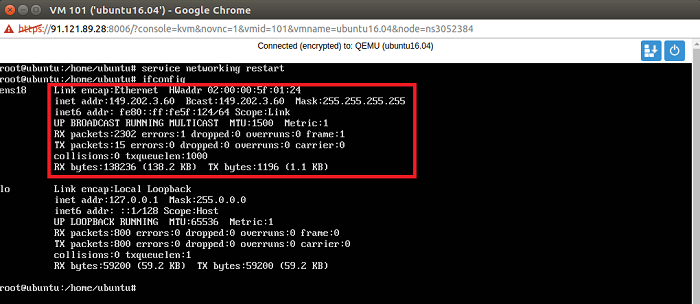 VM 101 ('ubuntu16.04') - Google Chrome
https://91.121.89.28:8006/?console=kvm&novnc=1&vmid=101&vmname=ubuntu16.04&node=ns3052384
Connected (encrypted) to: QEMU (ubuntu16.04)
root@ubuntu:/home/ubuntu# service networking restart
root@ubuntu:/home/ubuntu# ifconfig
ens18 Link encap:Ethernet HWaddr 02:00:00:5f:01:24
inet addr:149.202.3.60 Bcast:149.202.3.60 Mask:255.255.255.255
inet6 addr: fe80::ff:fe5f:124/64 Scope:Link
UP BROADCAST RUNNING MULTICAST MTU:1500 Metric:1
RX packets:2302 errors:1 dropped:0 overruns:0 frame:1
TX packets:15 errors:0 dropped:0 overruns:0 carrier:0
collisions:0 txqueuelen:1000
RX bytes:138236 (138.2 KB) TX bytes:1196 (1.1 KB)
lo Link encap:Local Loopback
inet addr:127.0.0.1 Mask:255.0.0.0
inet6 addr: ::1/128 Scope:Host
UP LOOPBACK RUNNING MTU:65536 Metric:1
RX packets:800 errors:0 dropped:0 overruns:0 frame:0
TX packets:800 errors:0 dropped:0 overruns:0 carrier:0
collisions:0 txqueuelen:1
RX bytes:59200 (59.2 KB) TX bytes:59200 (59.2 KB)
root@ubuntu:/home/ubuntu#